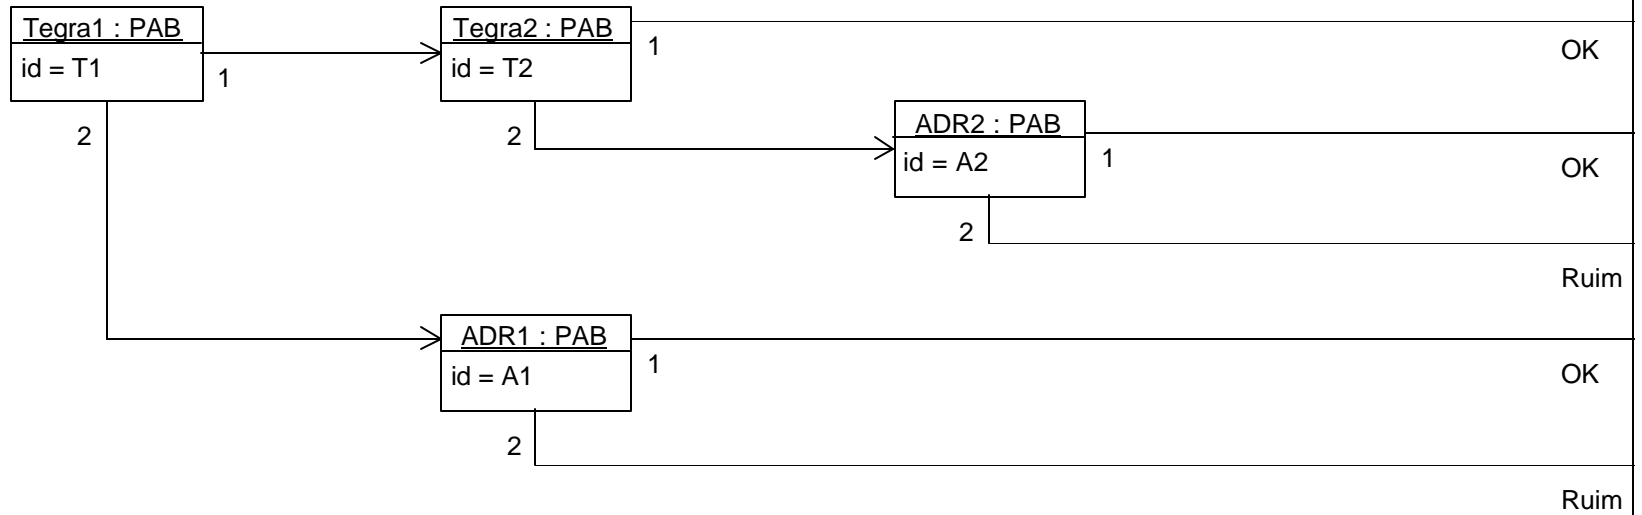 Tegra1 : PAB
id = T1
1
2
Tegra2 : PAB
id = T2
1
2
OK
ADR2 : PAB
id = A2
1
2
OK
Ruim
ADR1 : PAB
id = A1
1
2
OK
Ruim